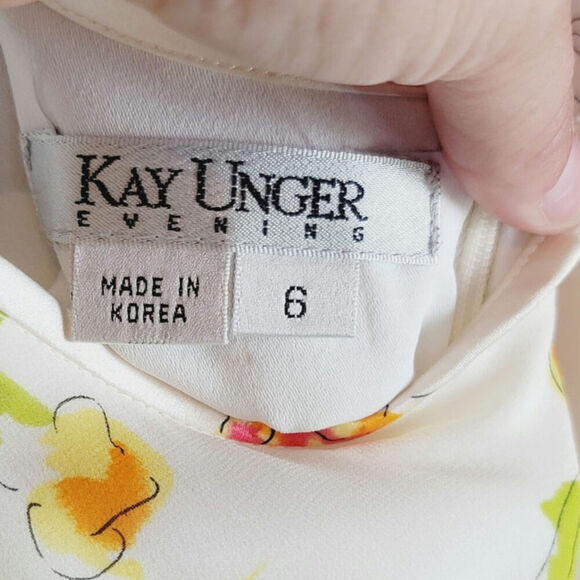 KAY UNGER
EVENING
MADE IN
KOREA
6